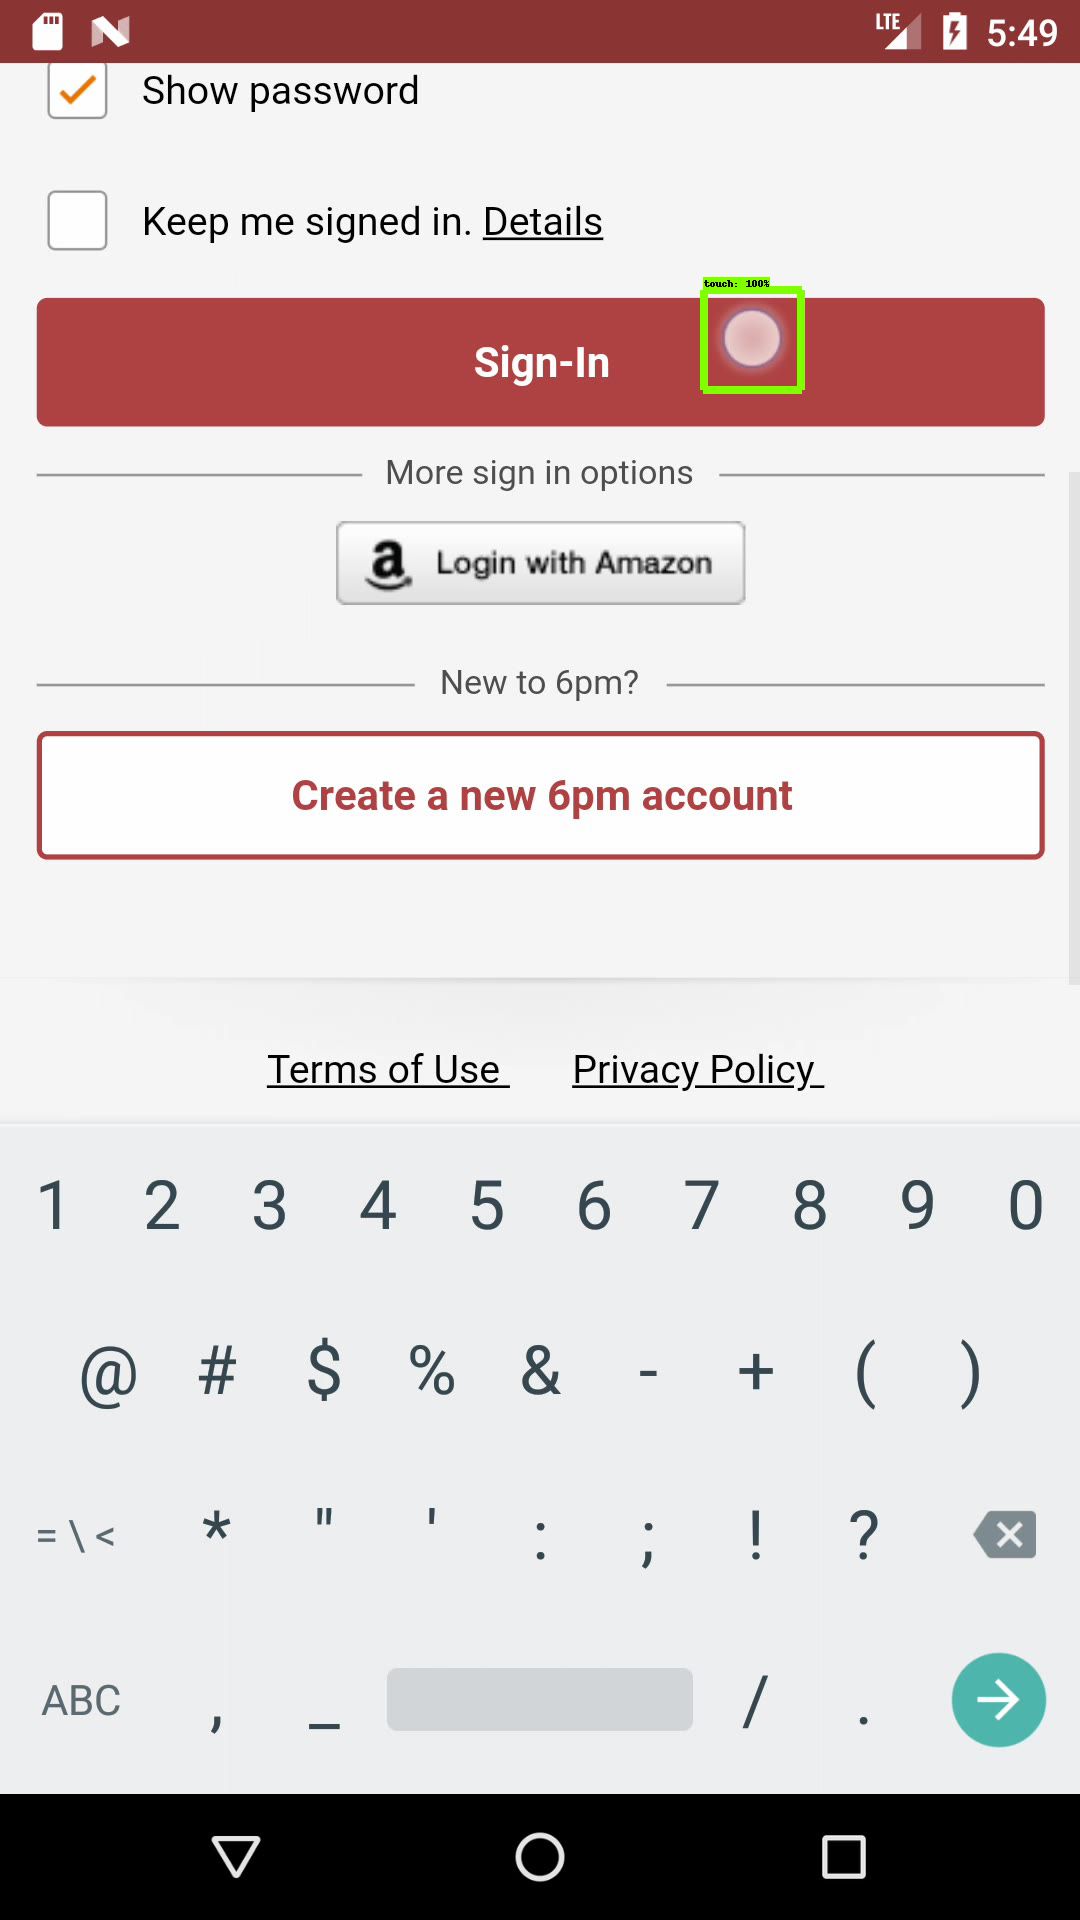 LTE 5:49
Show password
Keep me signed in. Details
touch: 100%
Sign-In
More sign in options
a Login with Amazon
New to 6pm?
Create a new 6pm account
Terms of Use Privacy Policy
1 2 3 4 5 6 7 8 9 0
@ # $ % & - + ( )
= \ < * " ' : ; ! ?
ABC , _ / .